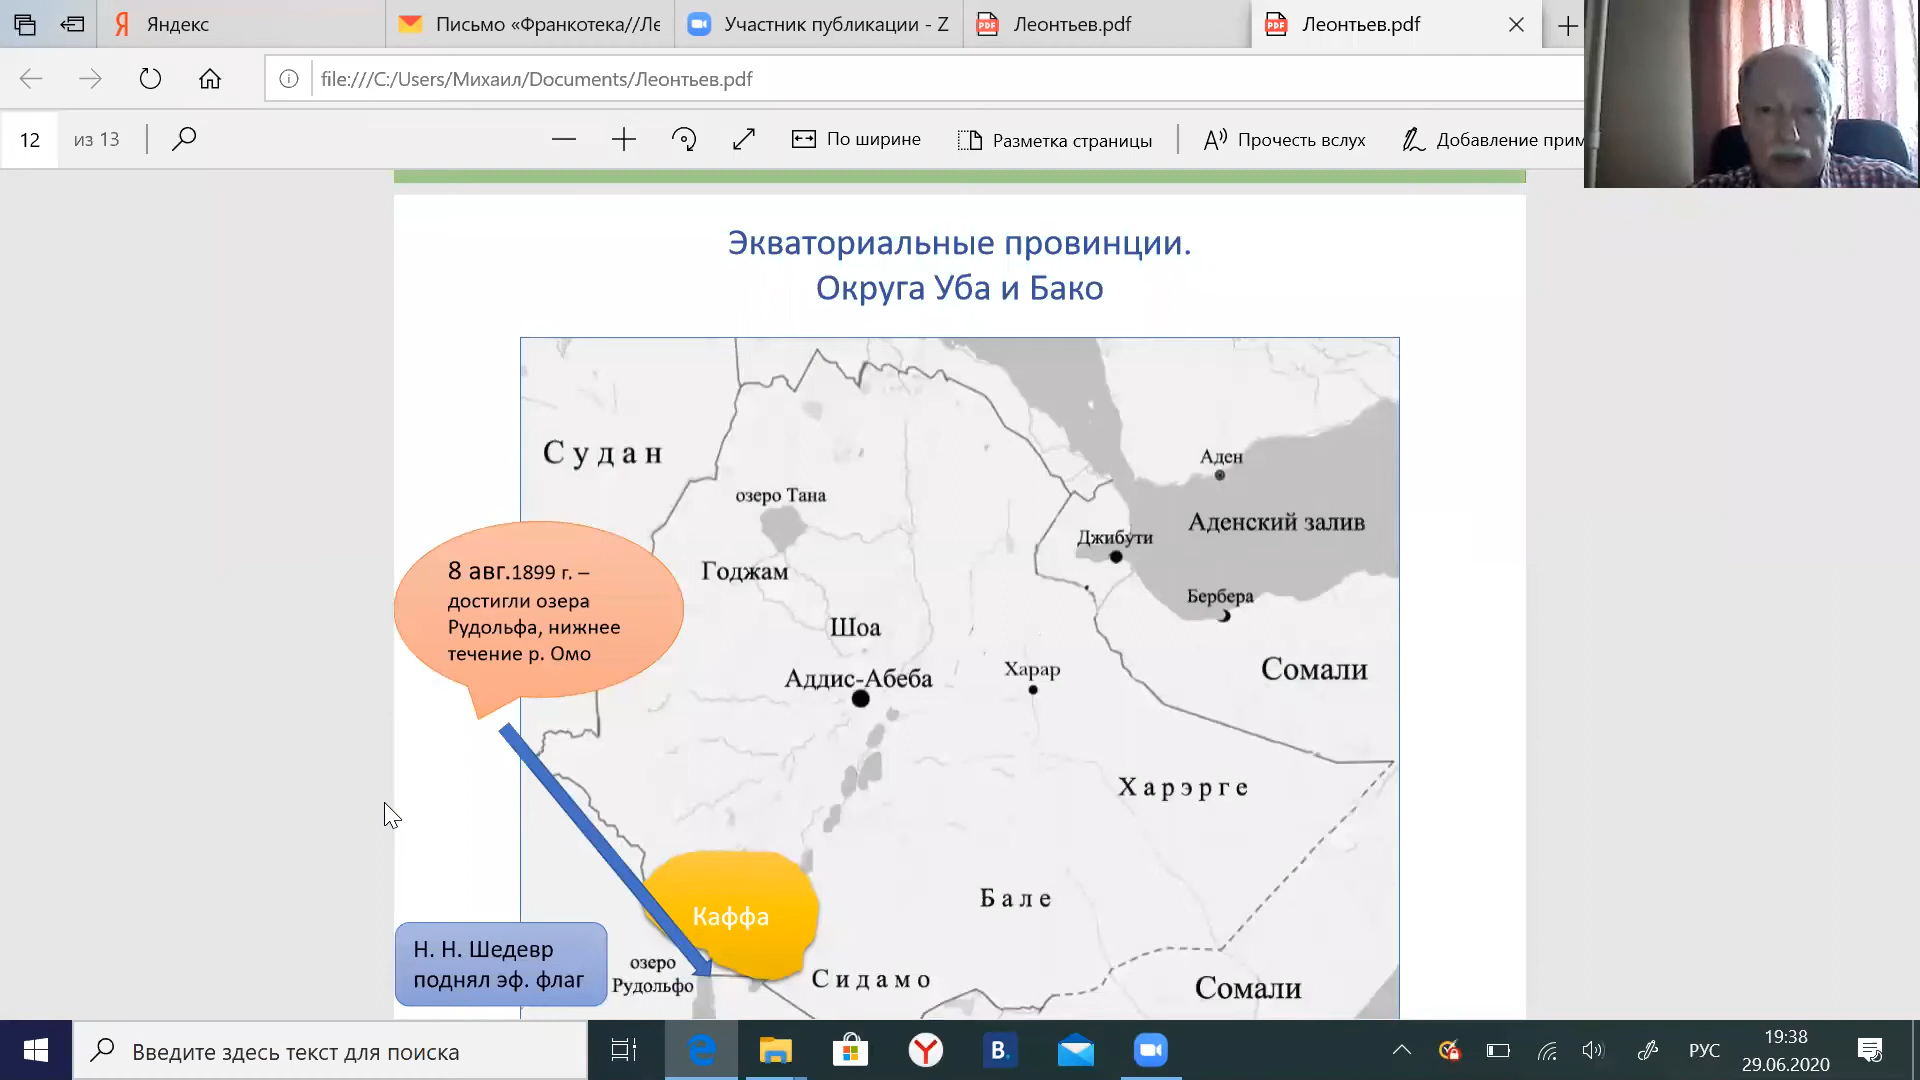 Яндекс
Письмо «Франкотека//Ле
Участник публикации - Z
Леонтьев.pdf
Леонтьев.pdf
file:///C:/Users/Михаил/Documents/Леонтьев.pdf
12 из 13
По ширине
Разметка страницы
Прочесть вслух
Добавление прим
Экваториальные провинции.
Округа Уба и Бако
Судан
Аден
озеро Тана
Аденский залив
Джибути
Годжам
8 авг.1899 г. –
достигли озера
Рудольфа, нижнее
течение р. Омо
Бербера
Шоа
Сомали
Аддис-Абеба
Харар
Харэрге
Бале
Каффа
Н. Н. Шедевр
поднял эф. флаг
озеро
Рудольфо
Сидамо
Сомали
Введите здесь текст для поиска
B.
РУС
19:38
29.06.2020